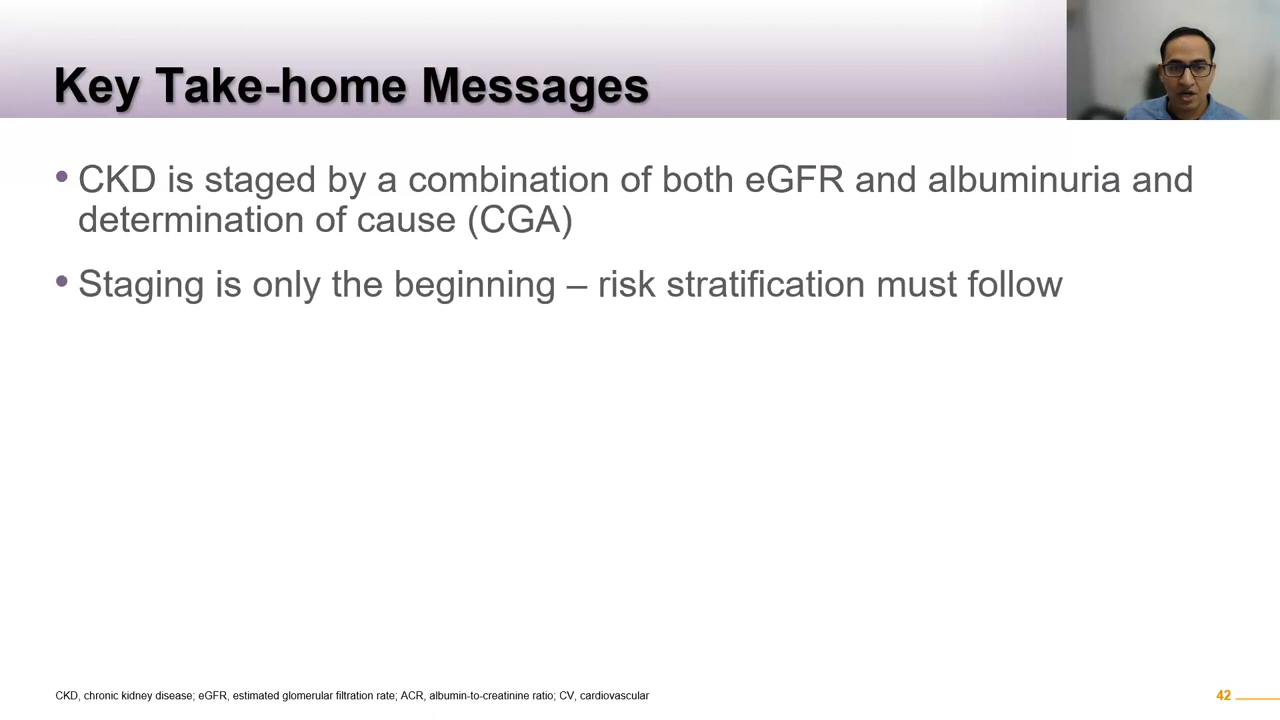 Key Take-home Messages
• CKD is staged by a combination of both eGFR and albuminuria and
determination of cause (CGA)
• Staging is only the beginning – risk stratification must follow
CKD, chronic kidney disease; eGFR, estimated glomerular filtration rate; ACR, albumin-to-creatinine ratio; CV, cardiovascular
42